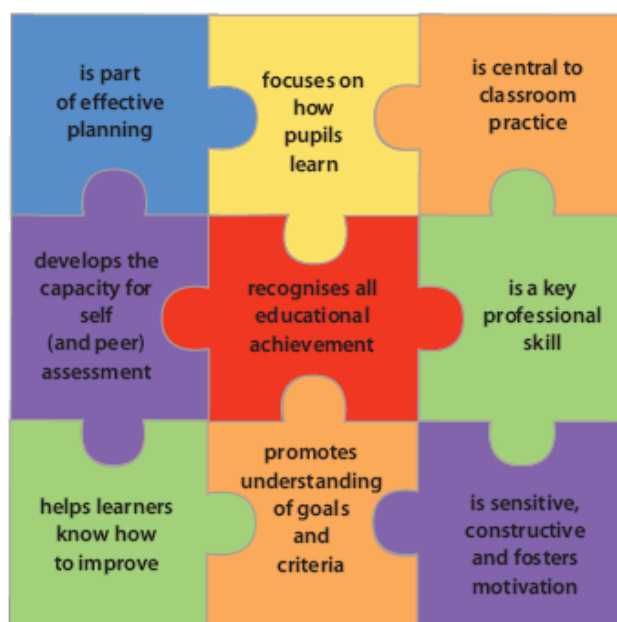 is part
of effective
planning
focuses on
how
pupils
learn
is central to
classroom
practice
develops the
capacity for
self
(and peer)
assessment
recognises all
educational
achievement
is a key
professional
skill
helps learners
know how
to improve
promotes
understanding
of goals
and
criteria
is sensitive,
constructive
and fosters
motivation